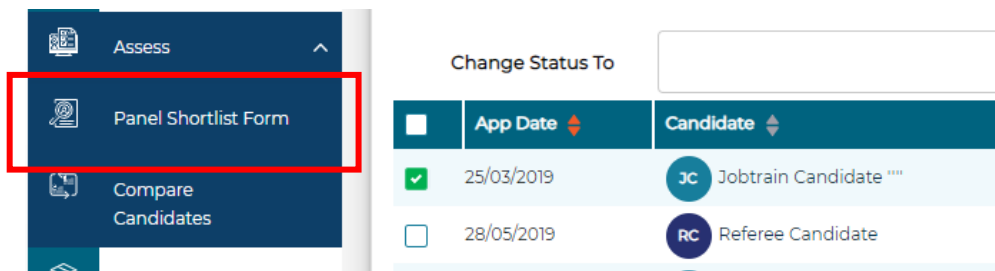 Assess
Panel Shortlist Form
Compare
Candidates
Change Status To
App Date Candidate
25/03/2019 JC Jobtrain Candidate ""
28/05/2019 RC Referee Candidate